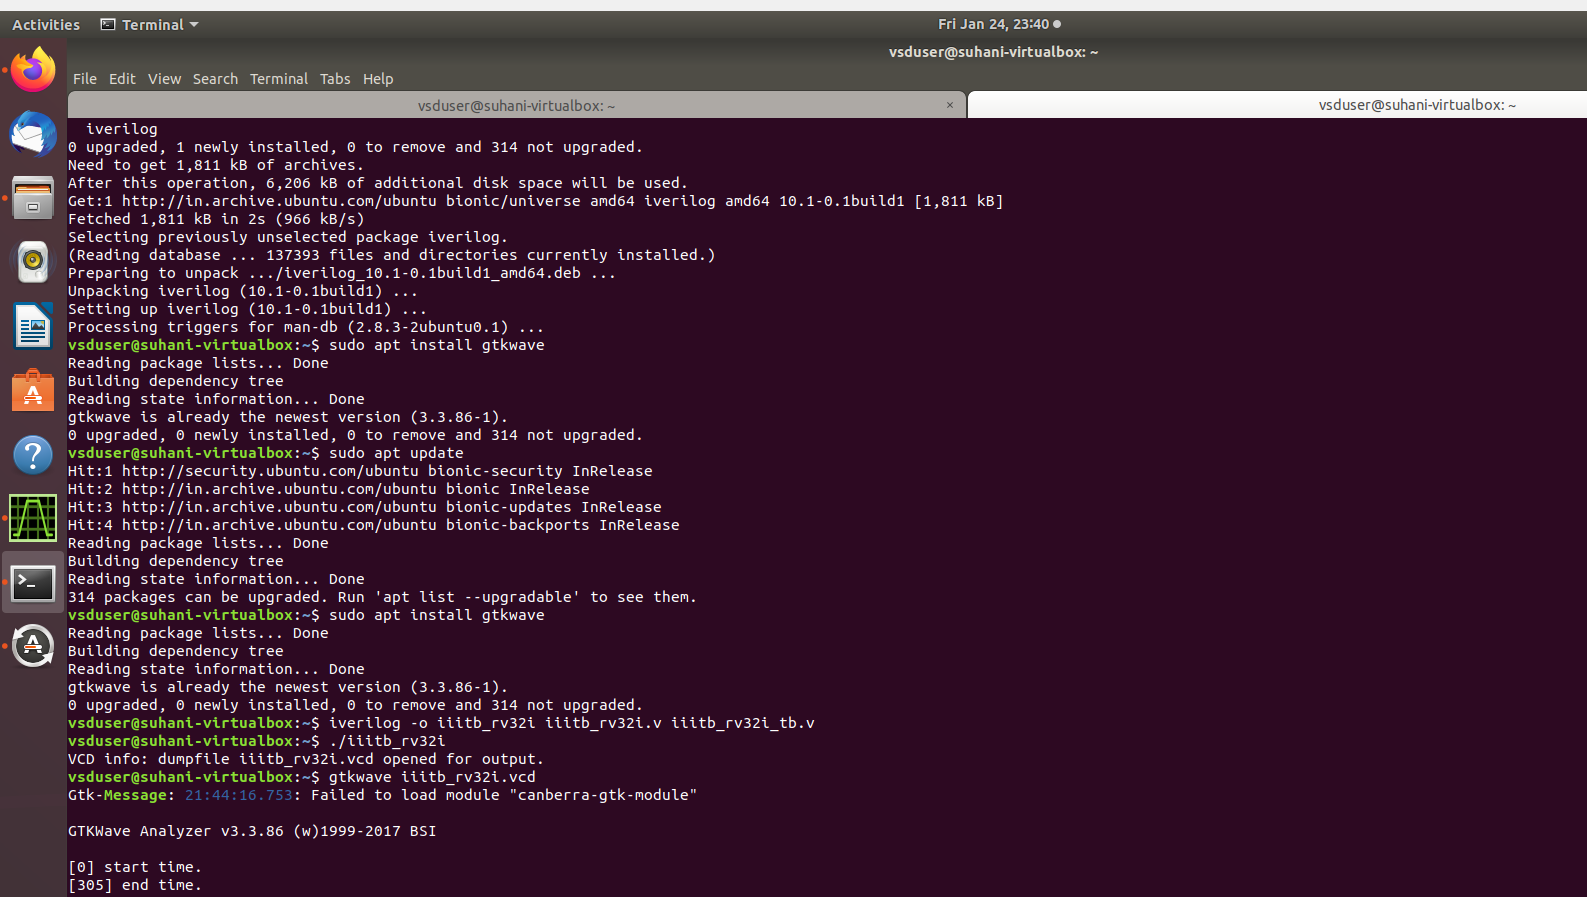 Activities Terminal Fri Jan 24, 23:40
vsduser@suhani-virtualbox: ~
File Edit View Search Terminal Tabs Help
vsduser@suhani-virtualbox: ~ × vsduser@suhani-virtualbox: ~
iverilog
0 upgraded, 1 newly installed, 0 to remove and 314 not upgraded.
Need to get 1,811 kB of archives.
After this operation, 6,206 kB of additional disk space will be used.
Get:1 http://in.archive.ubuntu.com/ubuntu bionic/universe amd64 iverilog amd64 10.1-0.1build1 [1,811 kB]
Fetched 1,811 kB in 2s (966 kB/s)
Selecting previously unselected package iverilog.
(Reading database ... 137393 files and directories currently installed.)
Preparing to unpack .../iverilog_10.1-0.1build1_amd64.deb ...
Unpacking iverilog (10.1-0.1build1) ...
Setting up iverilog (10.1-0.1build1) ...
Processing triggers for man-db (2.8.3-2ubuntu0.1) ...
vsduser@suhani-virtualbox:~$ sudo apt install gtkwave
Reading package lists... Done
Building dependency tree
Reading state information... Done
gtkwave is already the newest version (3.3.86-1).
0 upgraded, 0 newly installed, 0 to remove and 314 not upgraded.
vsduser@suhani-virtualbox:~$ sudo apt update
Hit:1 http://security.ubuntu.com/ubuntu bionic-security InRelease
Hit:2 http://in.archive.ubuntu.com/ubuntu bionic InRelease
Hit:3 http://in.archive.ubuntu.com/ubuntu bionic-updates InRelease
Hit:4 http://in.archive.ubuntu.com/ubuntu bionic-backports InRelease
Reading package lists... Done
Building dependency tree
Reading state information... Done
314 packages can be upgraded. Run 'apt list --upgradable' to see them.
vsduser@suhani-virtualbox:~$ sudo apt install gtkwave
Reading package lists... Done
Building dependency tree
Reading state information... Done
gtkwave is already the newest version (3.3.86-1).
0 upgraded, 0 newly installed, 0 to remove and 314 not upgraded.
vsduser@suhani-virtualbox:~$ iverilog -o iiitb_rv32i iiitb_rv32i.v iiitb_rv32i_tb.v
vsduser@suhani-virtualbox:~$ ./iiitb_rv32i
VCD info: dumpfile iiitb_rv32i.vcd opened for output.
vsduser@suhani-virtualbox:~$ gtkwave iiitb_rv32i.vcd
Gtk-Message: 21:44:16.753: Failed to load module "canberra-gtk-module"
GTKWave Analyzer v3.3.86 (w)1999-2017 BSI
[0] start time.
[305] end time.